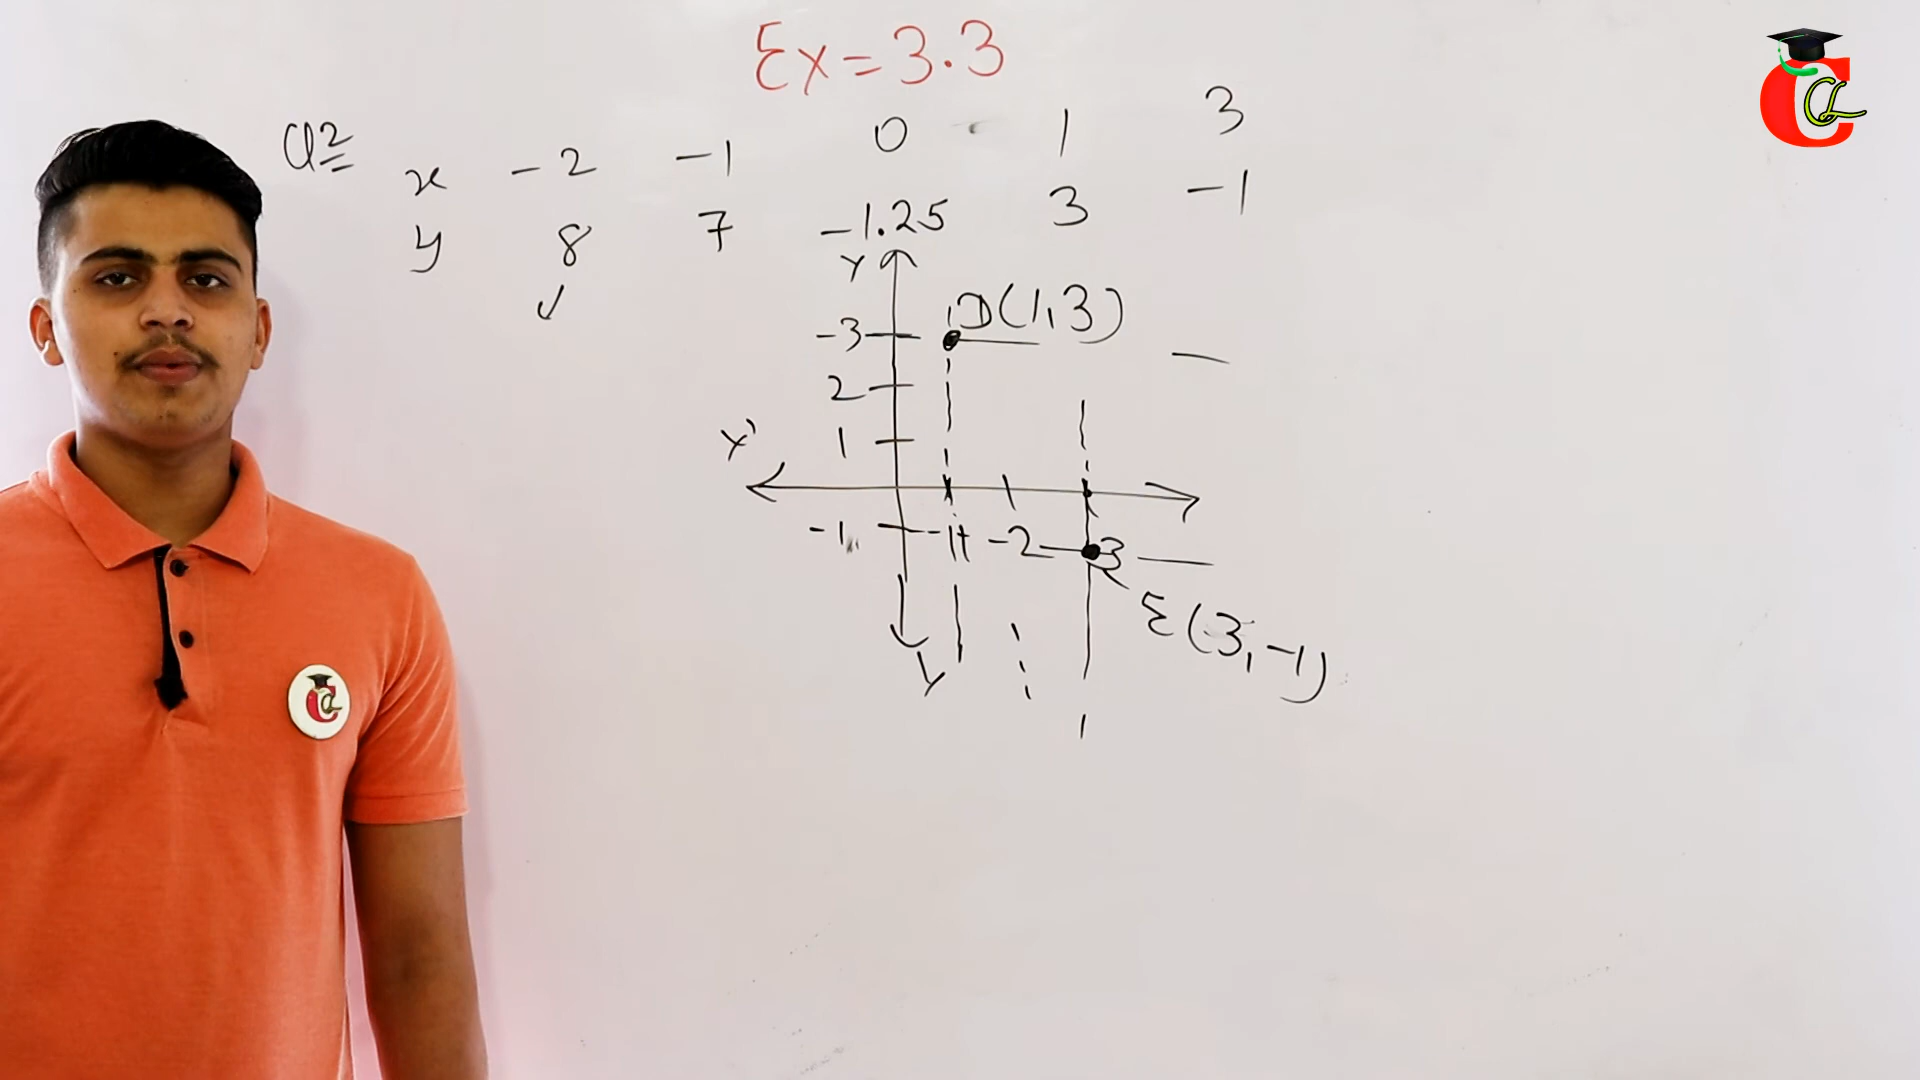 Ex=3.3
Q2
x -2 -1 0 1 3
y 8 7 -1.25 3 -1
Y
D(1,3)
-3
2
1
X'
-1 -1 -2 3
E(3,-1)
Y